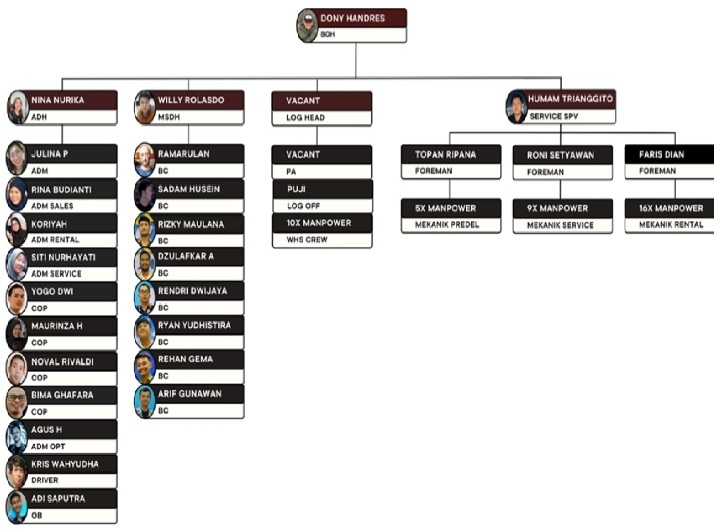 DONY HANDRES
BOH
NINA NURIKA
ADH
JULINA P
ADM
RINA BUDIANTI
ADM SALES
KORIYAH
ADM RENTAL
SITI NURHAYATI
ADM SERVICE
YOGO DWI
COP
MAURINZA H
COP
NOVAL RIVALDI
COP
BIMA GHAFARA
COP
AGUS H
ADM OPT
KRIS WAHYUDHA
DRIVER
ADI SAPUTRA
OB
WILLY ROLASDO
MSDH
RAMARULAN
BC
SADAM HUSEIN
BC
RIZKY MAULANA
BC
DZULAFKAR A
BC
RENDRI DWIJAYA
BC
RYAN YUDHISTIRA
BC
REHAN GEMA
BC
ARIF GUNAWAN
BC
VACANT
LOG HEAD
VACANT
PA
PUJI
LOG OFF
10X MANPOWER
WHS CREW
HUMAM TRIANGGITO
SERVICE SPV
TOPAN RIPANA
FOREMAN
5X MANPOWER
MEKANIK PREDEL
RONI SETYAWAN
FOREMAN
9X MANPOWER
MEKANIK SERVICE
FARIS DIAN
FOREMAN
16X MANPOWER
MEKANIK RENTAL